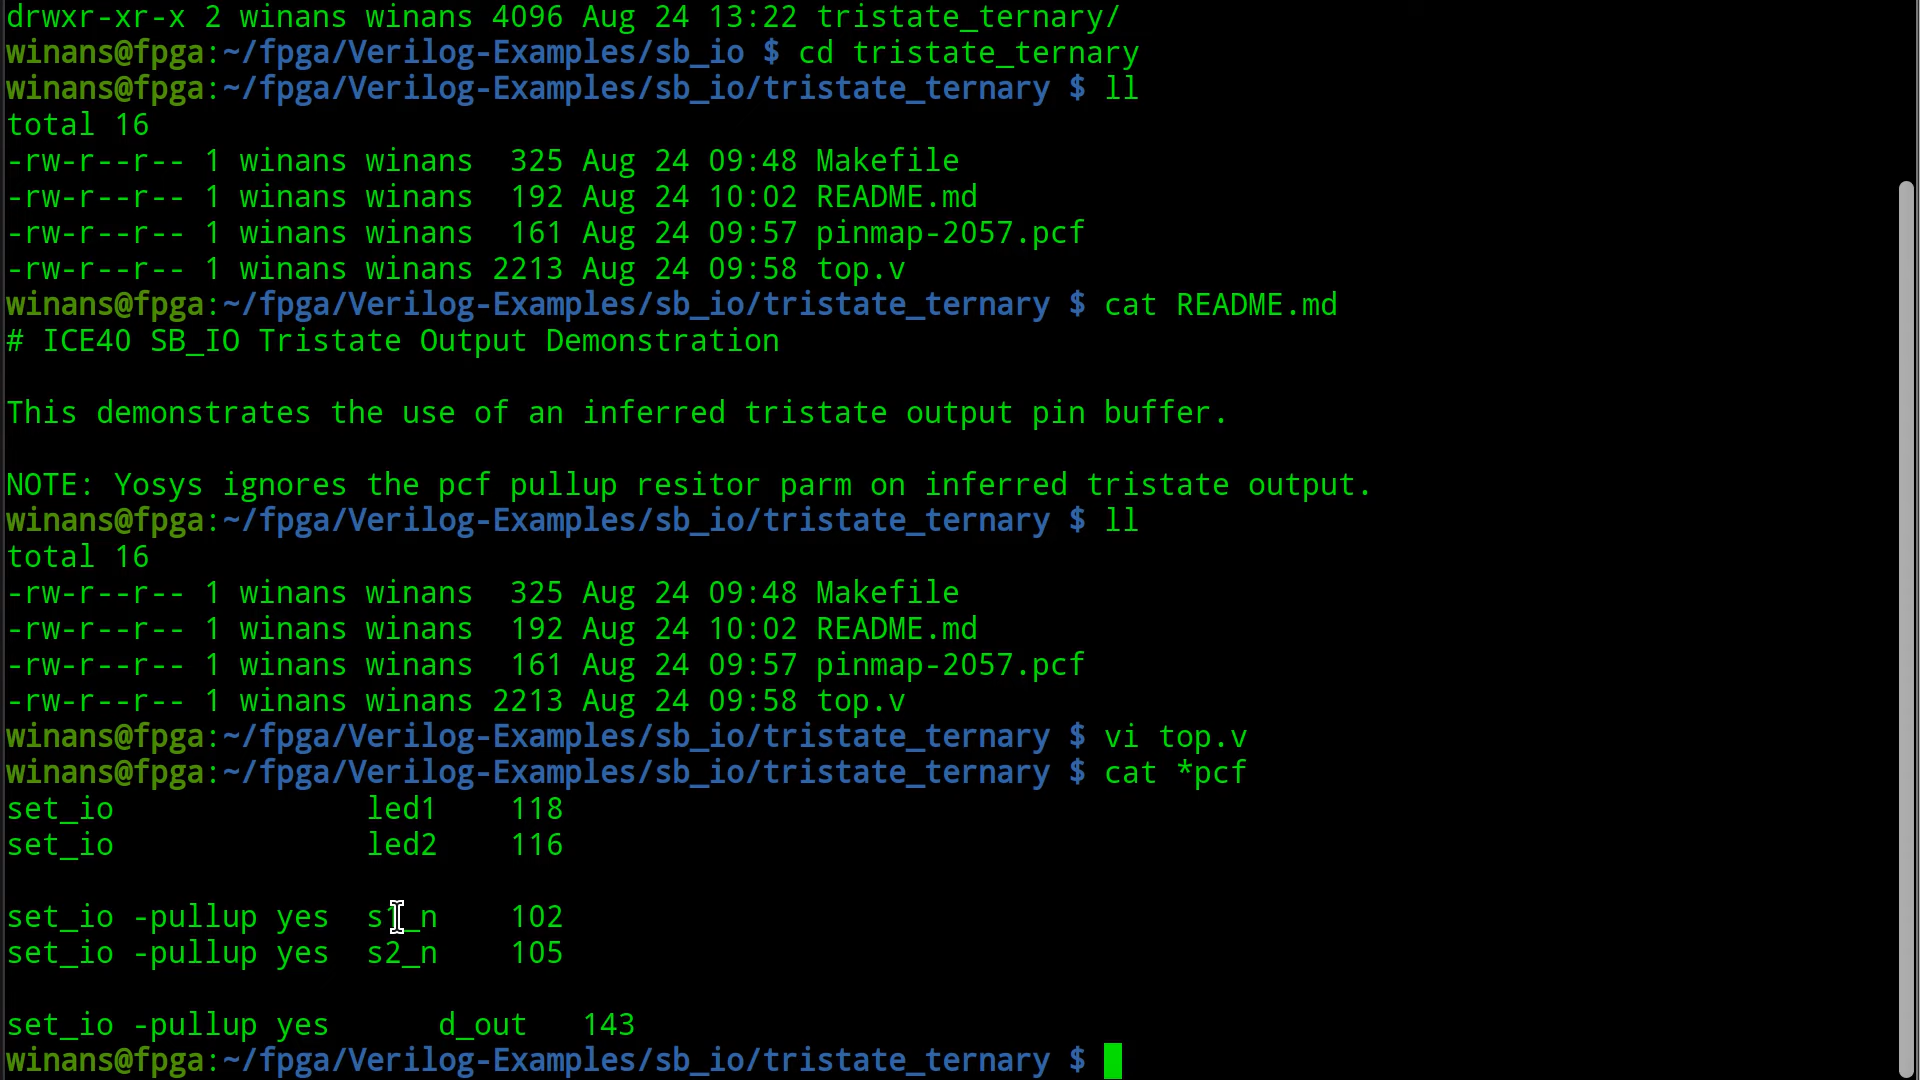 drwxr-xr-x 2 winans winans 4096 Aug 24 13:22 tristate_ternary/
winans@fpga:~/fpga/Verilog-Examples/sb_io $ cd tristate_ternary
winans@fpga:~/fpga/Verilog-Examples/sb_io/tristate_ternary $ ll
total 16
-rw-r--r-- 1 winans winans  325 Aug 24 09:48 Makefile
-rw-r--r-- 1 winans winans  192 Aug 24 10:02 README.md
-rw-r--r-- 1 winans winans  161 Aug 24 09:57 pinmap-2057.pcf
-rw-r--r-- 1 winans winans 2213 Aug 24 09:58 top.v
winans@fpga:~/fpga/Verilog-Examples/sb_io/tristate_ternary $ cat README.md
# ICE40 SB_IO Tristate Output Demonstration
This demonstrates the use of an inferred tristate output pin buffer.
NOTE: Yosys ignores the pcf pullup resitor parm on inferred tristate output.
winans@fpga:~/fpga/Verilog-Examples/sb_io/tristate_ternary $ ll
total 16
-rw-r--r-- 1 winans winans  325 Aug 24 09:48 Makefile
-rw-r--r-- 1 winans winans  192 Aug 24 10:02 README.md
-rw-r--r-- 1 winans winans  161 Aug 24 09:57 pinmap-2057.pcf
-rw-r--r-- 1 winans winans 2213 Aug 24 09:58 top.v
winans@fpga:~/fpga/Verilog-Examples/sb_io/tristate_ternary $ vi top.v
winans@fpga:~/fpga/Verilog-Examples/sb_io/tristate_ternary $ cat *pcf
set_io              led1    118
set_io              led2    116
set_io -pullup yes  s1_n    102
set_io -pullup yes  s2_n    105
set_io -pullup yes      d_out   143
winans@fpga:~/fpga/Verilog-Examples/sb_io/tristate_ternary $